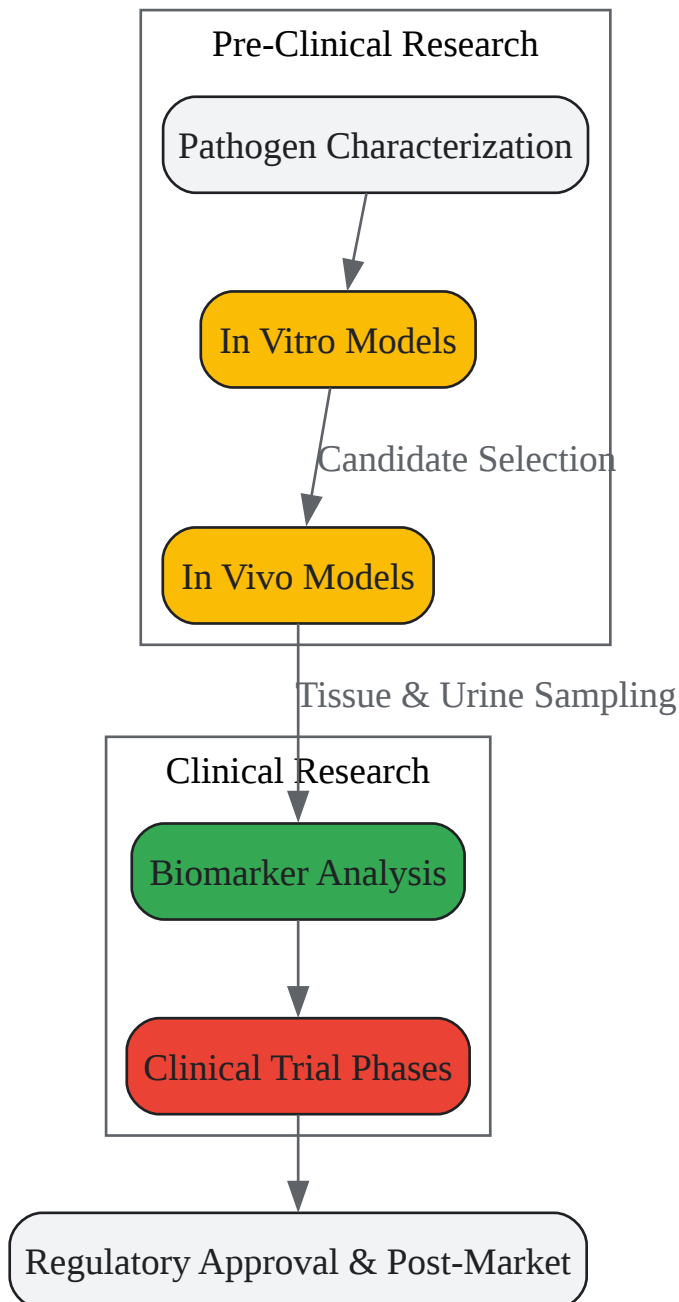 Pre-Clinical Research
Pathogen Characterization
In Vitro Models
Candidate Selection
In Vivo Models
Tissue & Urine Sampling
Clinical Research
Biomarker Analysis
Clinical Trial Phases
Regulatory Approval & Post-Market